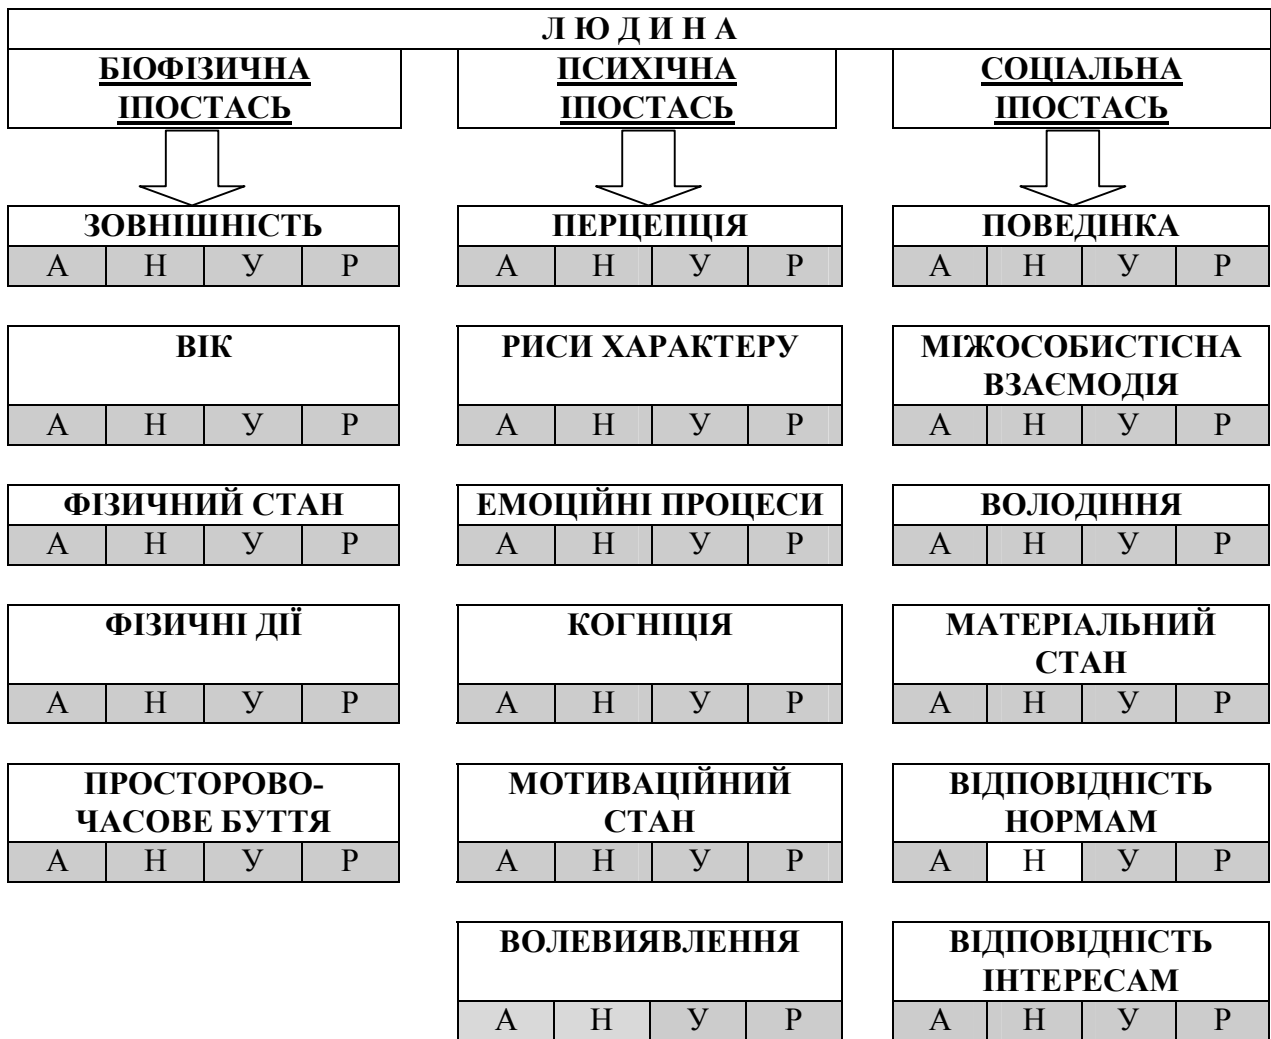 Л Ю Д И Н А
БІОФІЗИЧНА ПСИХІЧНА СОЦІАЛЬНА
ІПОСТАСЬ ІПОСТАСЬ ІПОСТАСЬ
ЗОВНІШНІСТЬ ПЕРЦЕПЦІЯ ПОВЕДІНКА
А Н У Р А Н У Р А Н У Р
ВІК РИСИ ХАРАКТЕРУ МІЖОСОБИСТІСНА
ВЗАЄМОДІЯ
А Н У Р А Н У Р А Н У Р
ФІЗИЧНИЙ СТАН ЕМОЦІЙНІ ПРОЦЕСИ ВОЛОДІННЯ
А Н У Р А Н У Р А Н У Р
ФІЗИЧНІ ДІЇ КОГНІЦІЯ МАТЕРІАЛЬНИЙ
СТАН
А Н У Р А Н У Р А Н У Р
ПРОСТОРОВО- МОТИВАЦІЙНИЙ ВІДПОВІДНІСТЬ
ЧАСОВЕ БУТТЯ СТАН НОРМАМ
А Н У Р А Н У Р А Н У Р
ВОЛЕВИЯВЛЕННЯ ВІДПОВІДНІСТЬ
ІНТЕРЕСАМ
А Н У Р А Н У Р